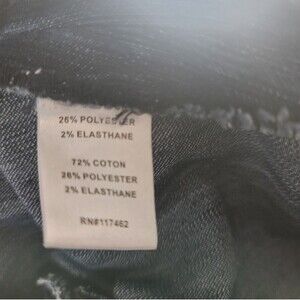 26% POLYESTER
2% ELASTHANE
72% COTON
26% POLYESTER
2% ELASTHANE
RN#117462